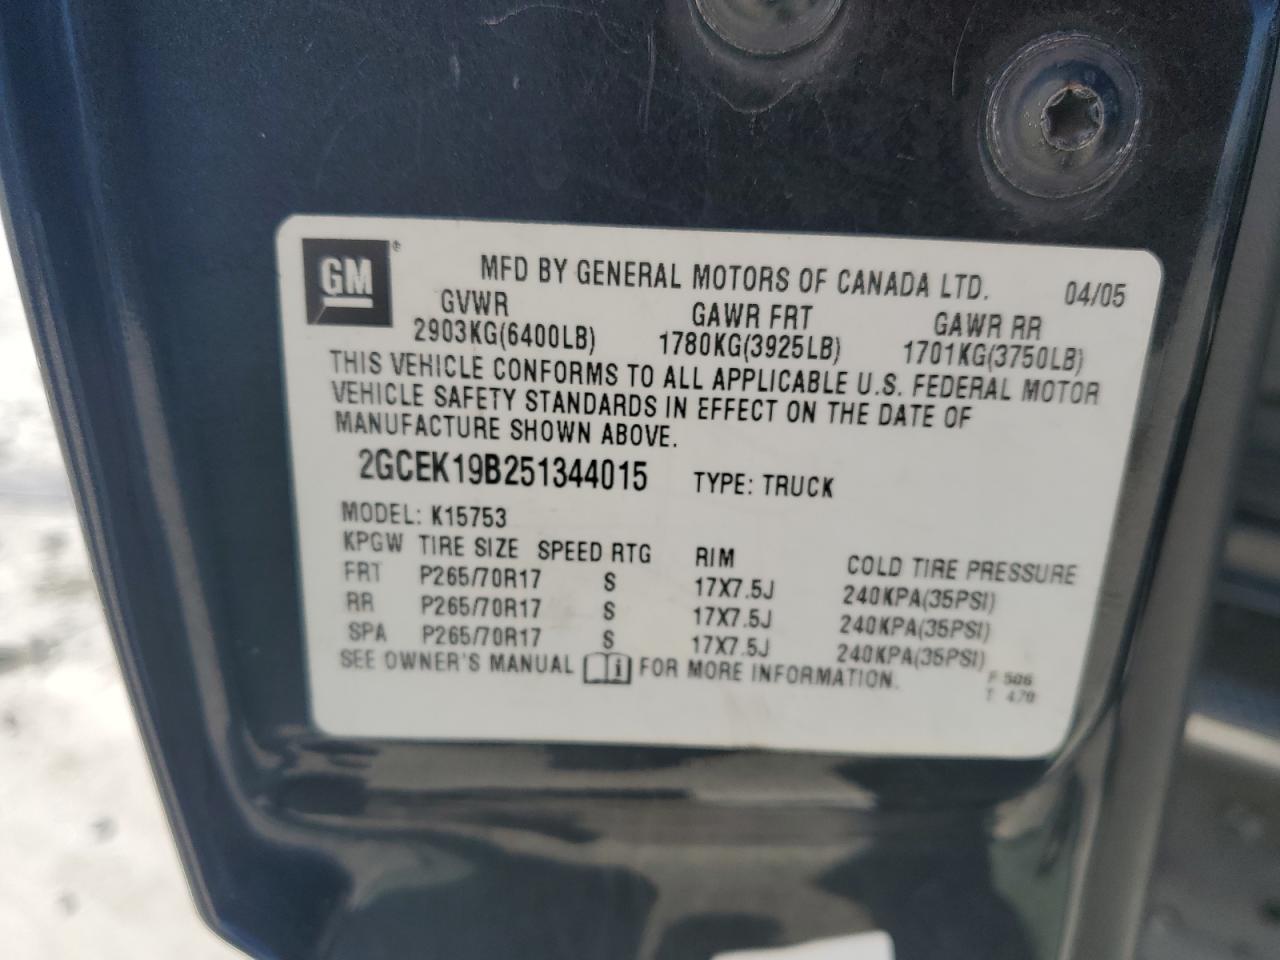 GM ® MFD BY GENERAL MOTORS OF CANADA LTD. 04/05
GVWR GAWR FRT GAWR RR
2903KG(6400LB) 1780KG(3925LB) 1701KG(3750LB)
THIS VEHICLE CONFORMS TO ALL APPLICABLE U.S. FEDERAL MOTOR
VEHICLE SAFETY STANDARDS IN EFFECT ON THE DATE OF
MANUFACTURE SHOWN ABOVE.
2GCEK19B251344015 TYPE: TRUCK
MODEL: K15753
KPGW TIRE SIZE SPEED RTG RIM COLD TIRE PRESSURE
FRT P265/70R17 S 17X7.5J 240KPA(35PSI)
RR P265/70R17 S 17X7.5J 240KPA(35PSI)
SPA P265/70R17 S 17X7.5J 240KPA(35PSI)
SEE OWNER'S MANUAL i FOR MORE INFORMATION.